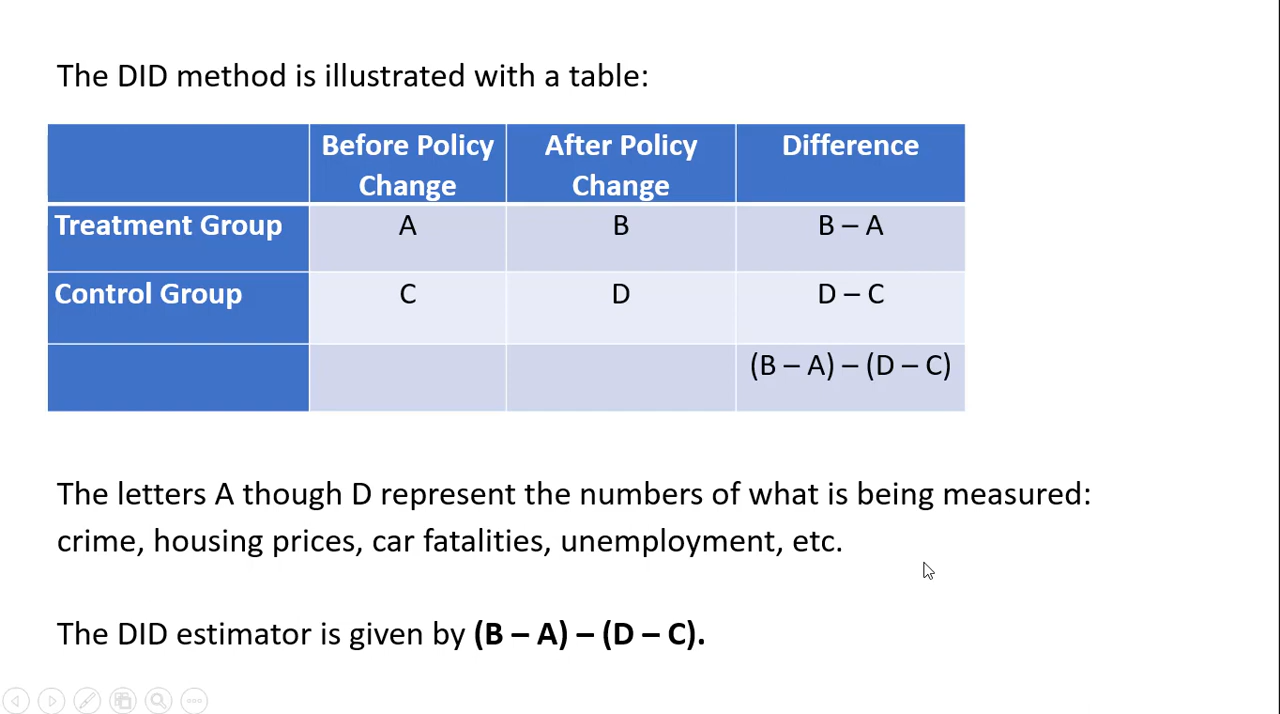 The DID method is illustrated with a table:
Before Policy Change After Policy Change Difference
Treatment Group A B B – A
Control Group C D D – C
(B – A) – (D – C)
The letters A though D represent the numbers of what is being measured:
crime, housing prices, car fatalities, unemployment, etc.
The DID estimator is given by (B – A) – (D – C).